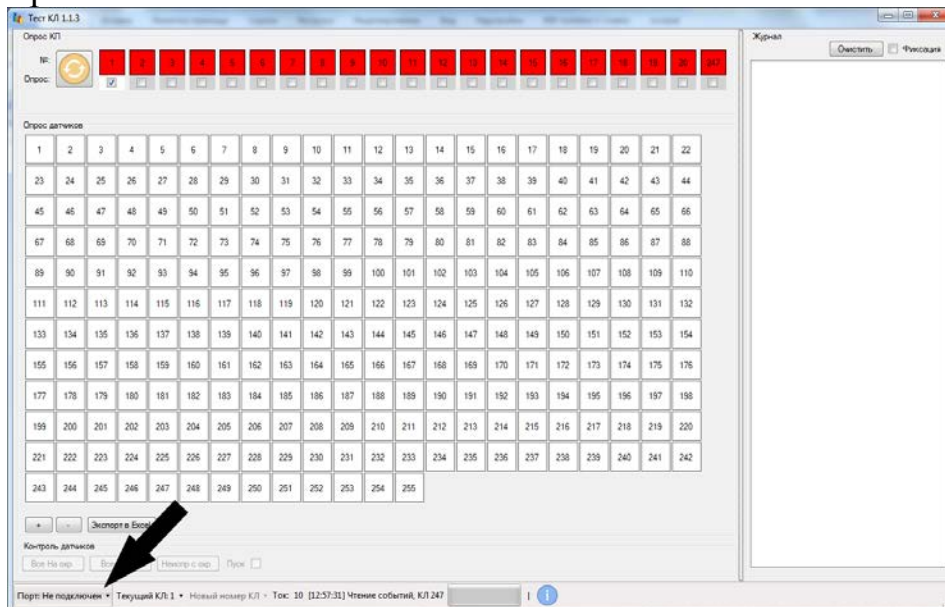 Тест КЛ 1.1.3
Опрос КП
№:
1 2 3 4 5 6 7 8 9 10 11 12 13 14 15 16 17 18 19 20 247
Опрос:
Опрос датчиков
1 2 3 4 5 6 7 8 9 10 11 12 13 14 15 16 17 18 19 20 21 22
23 24 25 26 27 28 29 30 31 32 33 34 35 36 37 38 39 40 41 42 43 44
45 46 47 48 49 50 51 52 53 54 55 56 57 58 59 60 61 62 63 64 65 66
67 68 69 70 71 72 73 74 75 76 77 78 79 80 81 82 83 84 85 86 87 88
89 90 91 92 93 94 95 96 97 98 99 100 101 102 103 104 105 106 107 108 109 110
111 112 113 114 115 116 117 118 119 120 121 122 123 124 125 126 127 128 129 130 131 132
133 134 135 136 137 138 139 140 141 142 143 144 145 146 147 148 149 150 151 152 153 154
155 156 157 158 159 160 161 162 163 164 165 166 167 168 169 170 171 172 173 174 175 176
177 178 179 180 181 182 183 184 185 186 187 188 189 190 191 192 193 194 195 196 197 198
199 200 201 202 203 204 205 206 207 208 209 210 211 212 213 214 215 216 217 218 219 220
221 222 223 224 225 226 227 228 229 230 231 232 233 234 235 236 237 238 239 240 241 242
243 244 245 246 247 248 249 250 251 252 253 254 255
+ - Экспорт в Excel
Контроль датчиков
Все На охр. Неиспр с охр Пуск
Порт: Не подключен Текущий КЛ: 1 Новый номер КЛ Ток: 10 [12:57:31] Чтение событий, КЛ 247 | i
Журнал
Очистить Фиксация